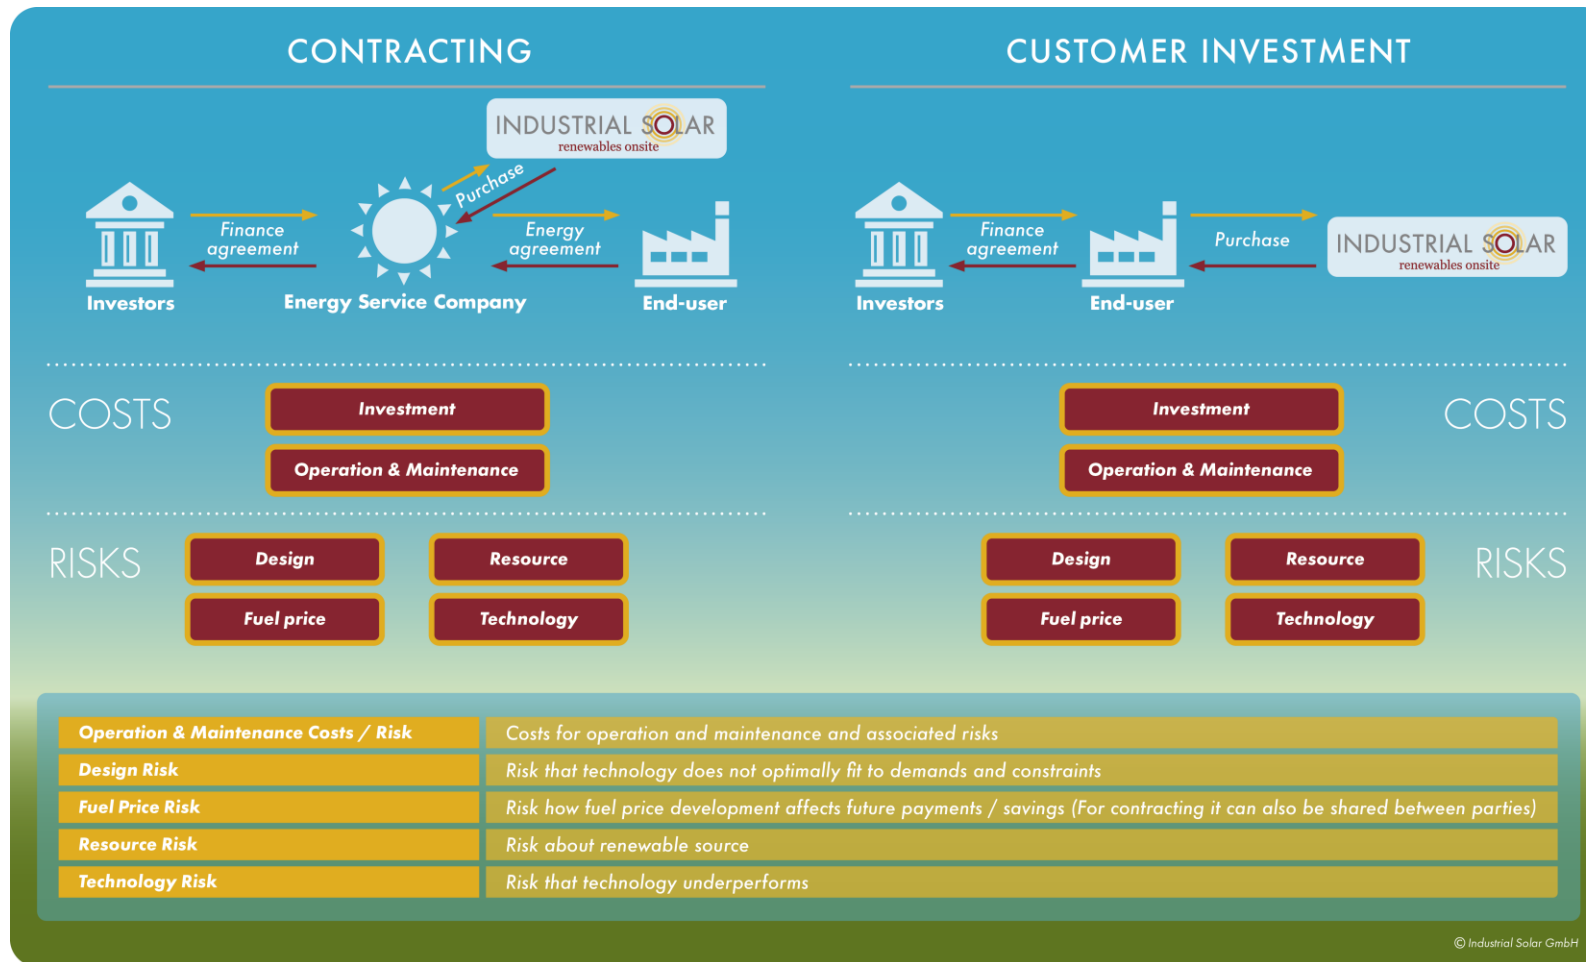 CONTRACTING
INDUSTRIAL SOLAR
renewables onsite
Purchase
Finance
agreement
Energy
agreement
Investors
Energy Service Company
End-user
COSTS
Investment
Operation & Maintenance
RISKS
Design
Resource
Fuel price
Technology
CUSTOMER INVESTMENT
Finance
agreement
Purchase
INDUSTRIAL SOLAR
renewables onsite
Investors
End-user
Investment
COSTS
Operation & Maintenance
Design
Resource
RISKS
Fuel price
Technology
Operation & Maintenance Costs / Risk
Costs for operation and maintenance and associated risks
Design Risk
Risk that technology does not optimally fit to demands and constraints
Fuel Price Risk
Risk how fuel price development affects future payments / savings (For contracting it can also be shared between parties)
Resource Risk
Risk about renewable source
Technology Risk
Risk that technology underperforms
© Industrial Solar GmbH